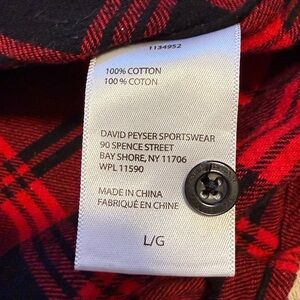 1134952
100% COTTON
100% COTON
DAVID PEYSER SPORTSWEAR
90 SPENCE STREET
BAY SHORE, NY 11706
WPL 11590
MADE IN CHINA
FABRIQUÉ EN CHINE
L/G